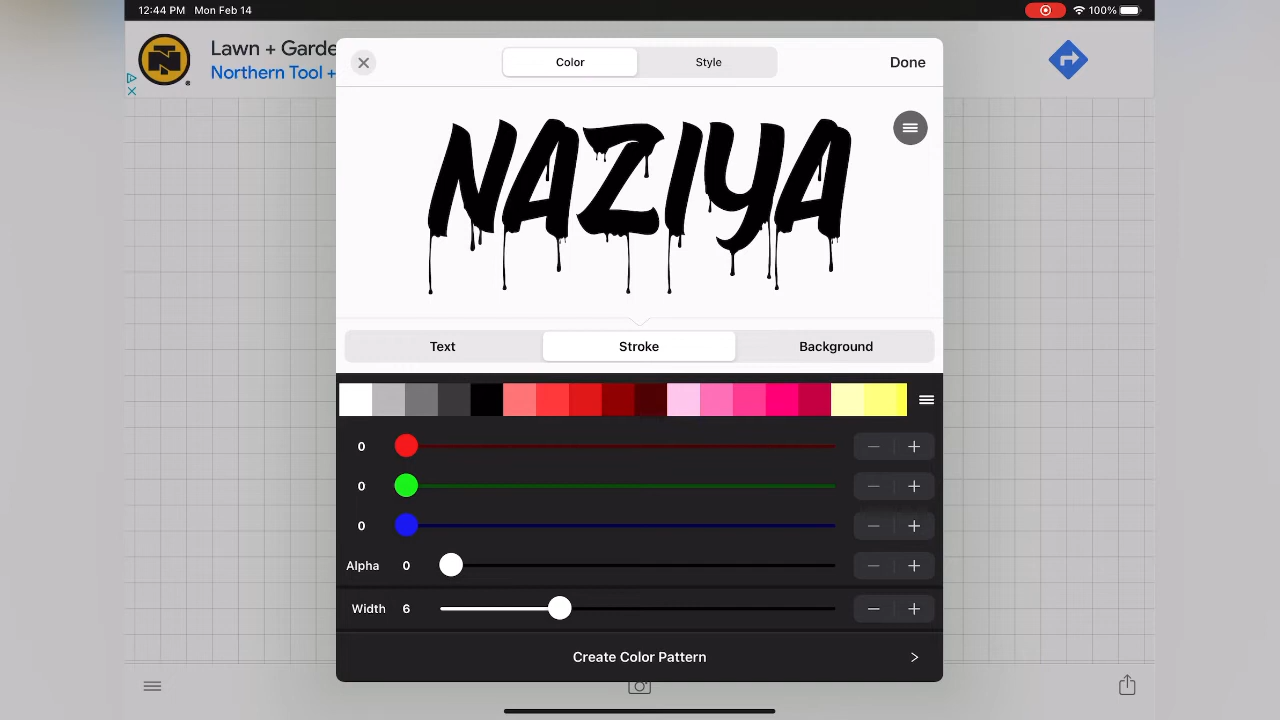 12:44 PM Mon Feb 14
100%
Lawn + Garde
Northern Tool +
Color
Style
Done
NAZIYA
Text
Stroke
Background
0
0
0
Alpha 0
Width 6
Create Color Pattern